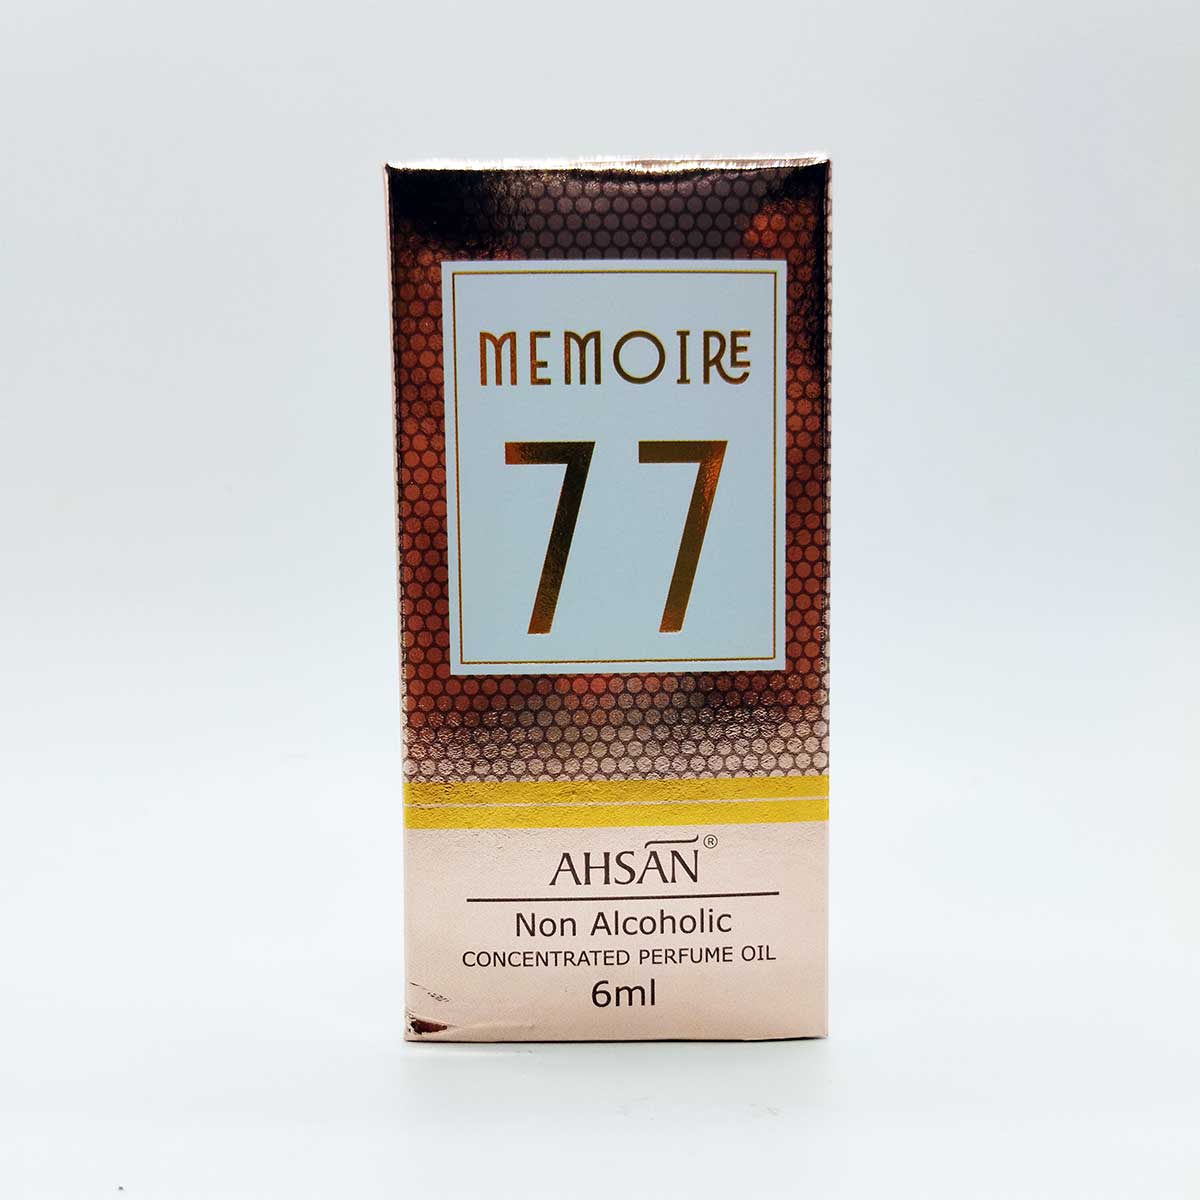 MEMOIRE
77
AHSAN®
Non Alcoholic
CONCENTRATED PERFUME OIL
6ml